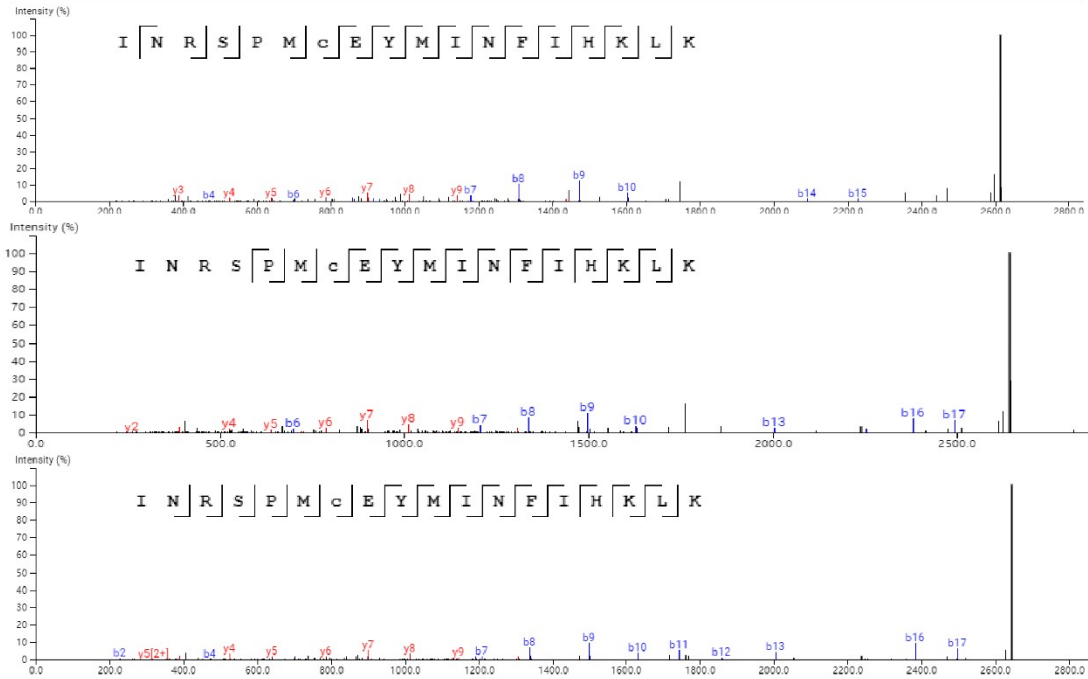 Intensity (%)
100
I N R S P M c E Y M I N F I H K L K
90
80
70
60
50
40
30
20
10
y3 b4 y4 y5 b6 y6 y7 y8 y9 b7 b8 b9 b10 b14 b15
0
0.0 200.0 400.0 600.0 800.0 1000.0 1200.0 1400.0 1600.0 1800.0 2000.0 2200.0 2400.0 2600.0 2800.0
Intensity (%)
100
I N R S P M c E Y M I N F I H K L K
90
80
70
60
50
40
30
20
10
y2 y4 y5 b6 y6 y7 y8 y9 b7 b8 b9 b10 b13 b16 b17
0
0.0 500.0 1000.0 1500.0 2000.0 2500.0
Intensity (%)
100
I N R S P M c E Y M I N F I H K L K
90
80
70
60
50
40
30
20
10
b2 y5[2+] b4 y4 y5 y6 y7 y8 y9 b7 b8 b9 b10 b11 b12 b13 b16 b17
0
0.0 200.0 400.0 600.0 800.0 1000.0 1200.0 1400.0 1600.0 1800.0 2000.0 2200.0 2400.0 2600.0 2800.0